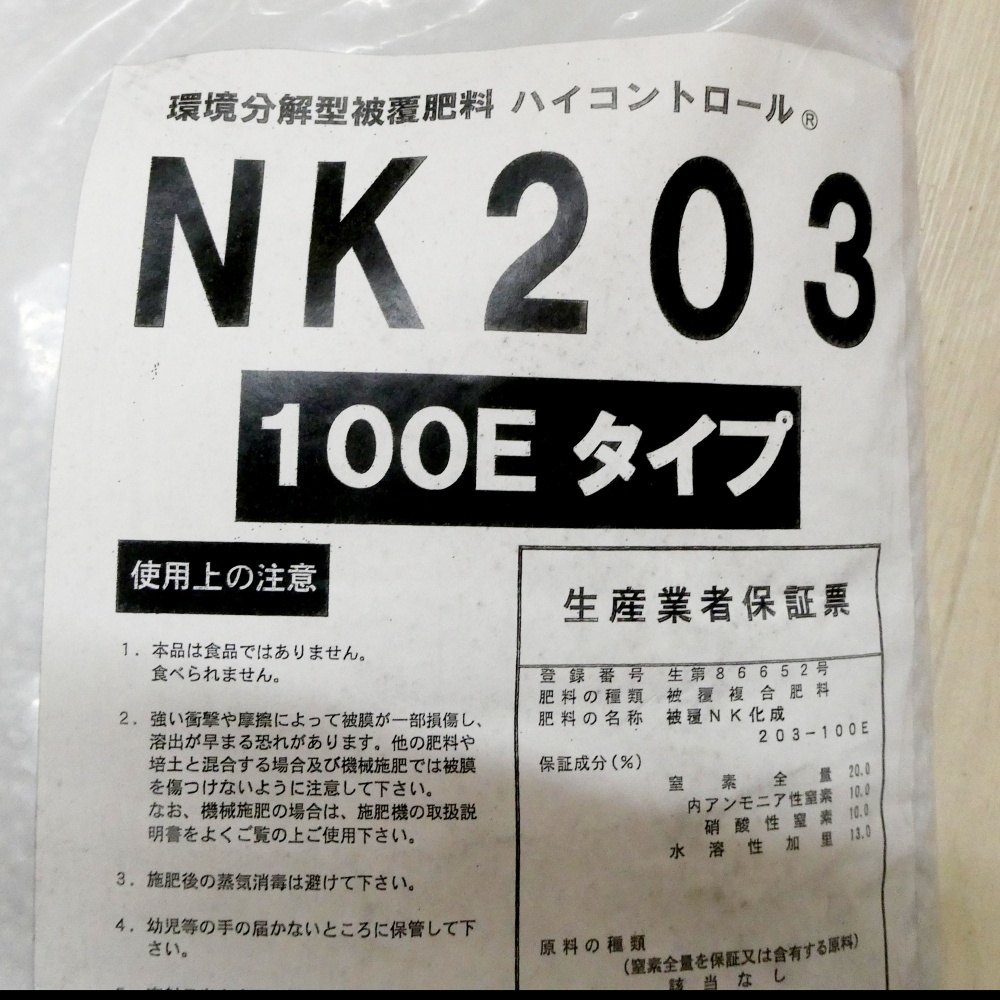 環境分解型被覆肥料 ハイコントロール®
NK203
100E タイプ
使用上の注意
1. 本品は食品ではありません。
食べられません。
2. 強い衝撃や摩擦によって被膜が一部損傷し、
溶出が早まる恐れがあります。他の肥料や
培土と混合する場合及び機械施肥では被膜
を傷つけないように注意して下さい。
なお、機械施肥の場合は、施肥機の取扱説
明書をよくご覧の上ご使用下さい。
3. 施肥後の蒸気消毒は避けて下さい。
4. 幼児等の手の届かないところに保管して下
さい。
生産業者保証票
登録番号 生第86652号
肥料の種類 被覆複合肥料
肥料の名称 被覆NK化成
203-100E
保証成分(%)
窒素全量 20.0
内アンモニア性窒素 10.0
硝酸性窒素 10.0
水溶性加里 13.0
原料の種類
(窒素全量を保証又は含有する原料)
該当なし